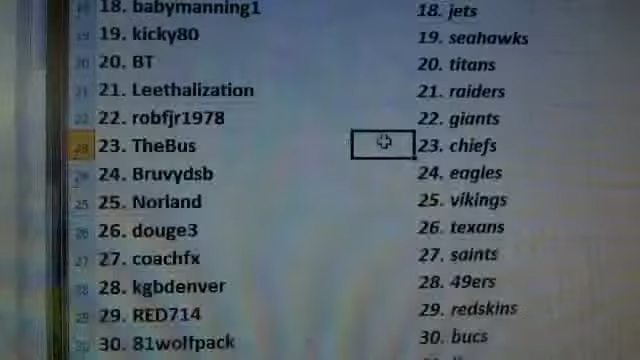 18. babymanning1 18. jets
19. kicky80 19. seahawks
20. BT 20. titans
21. Leethalization 21. raiders
22. robfjr1978 22. giants
23. TheBus 23. chiefs
24. Bruvydsb 24. eagles
25. Norland 25. vikings
26. douge3 26. texans
27. coachfx 27. saints
28. kgbdenver 28. 49ers
29. RED714 29. redskins
30. 81wolfpack 30. bucs